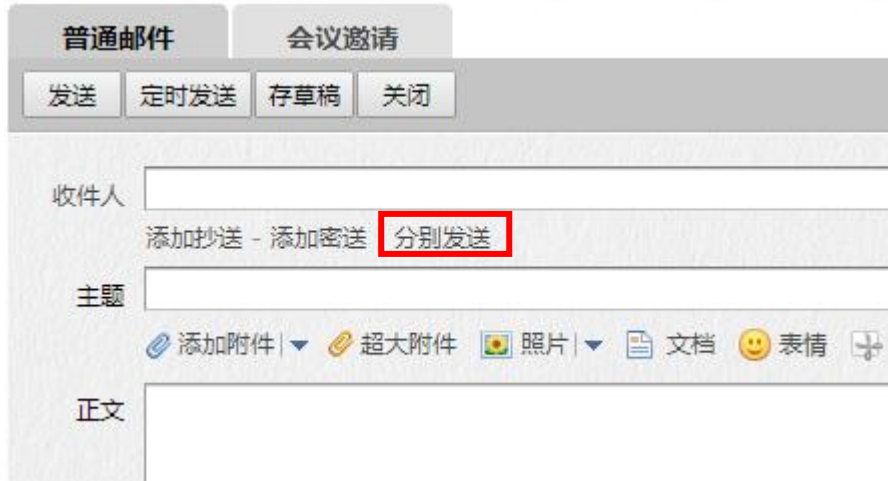 普通邮件 会议邀请
发送 定时发送 存草稿 关闭
收件人
添加抄送 - 添加密送 分别发送
主题
添加附件 | 超大附件 照片 | 文档 表情
正文